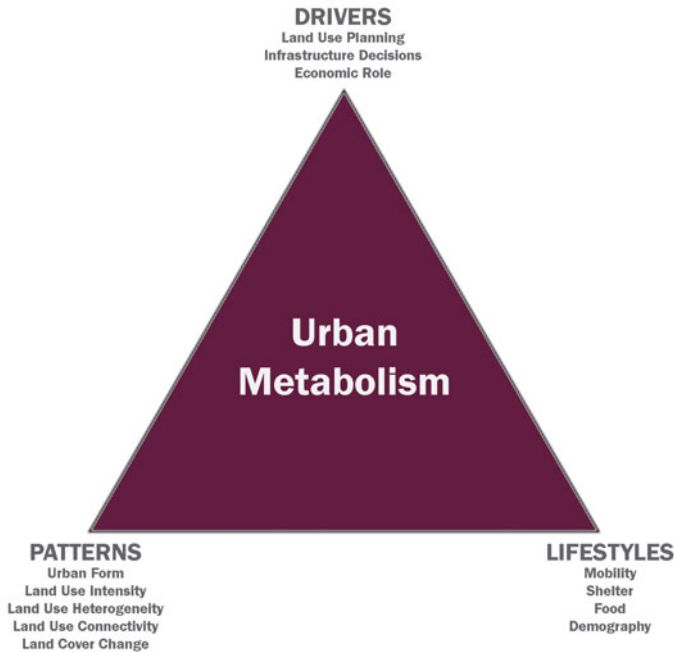 DRIVERS
Land Use Planning
Infrastructure Decisions
Economic Role
Urban
Metabolism
PATTERNS
Urban Form
Land Use Intensity
Land Use Heterogeneity
Land Use Connectivity
Land Cover Change
LIFESTYLES
Mobility
Shelter
Food
Demography